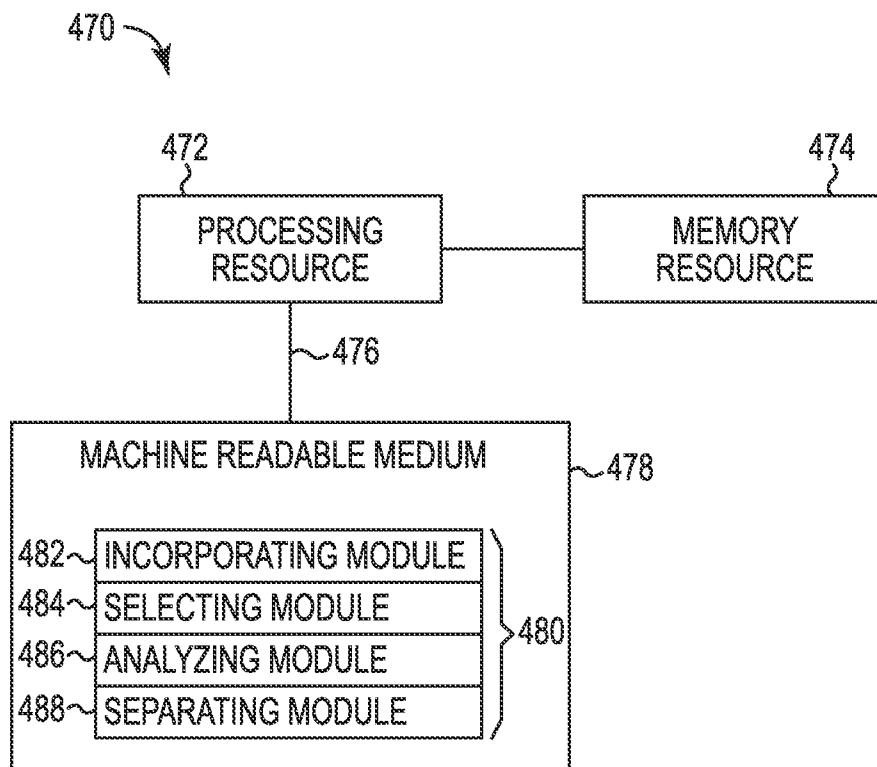 470
472
474
PROCESSING
RESOURCE
MEMORY
RESOURCE
476
MACHINE READABLE MEDIUM
478
482
INCORPORATING MODULE
484
SELECTING MODULE
480
486
ANALYZING MODULE
488
SEPARATING MODULE